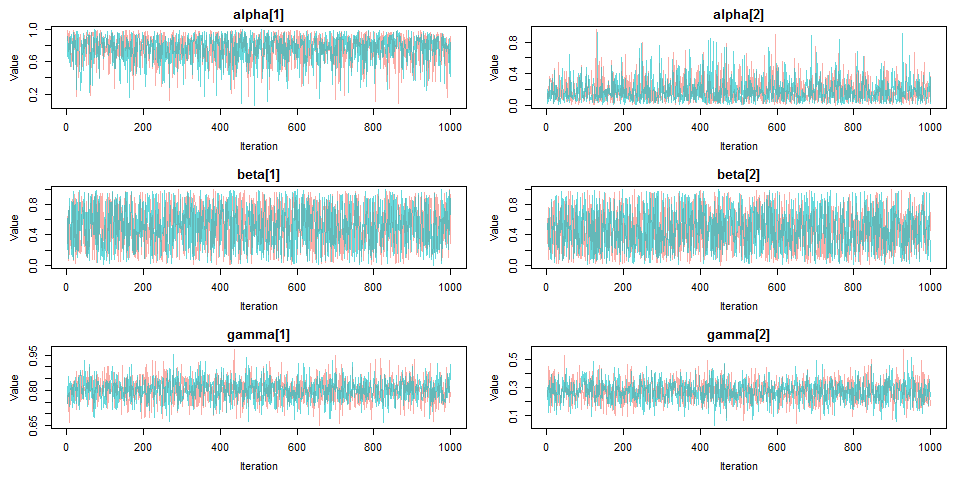 alpha[1]
Value
0.2 0.6 1.0
0 200 400 600 800 1000
Iteration
alpha[2]
Value
0.0 0.4 0.8
0 200 400 600 800 1000
Iteration
beta[1]
Value
0.0 0.4 0.8
0 200 400 600 800 1000
Iteration
beta[2]
Value
0.0 0.4 0.8
0 200 400 600 800 1000
Iteration
gamma[1]
Value
0.65 0.80 0.95
0 200 400 600 800 1000
Iteration
gamma[2]
Value
0.1 0.3 0.5
0 200 400 600 800 1000
Iteration